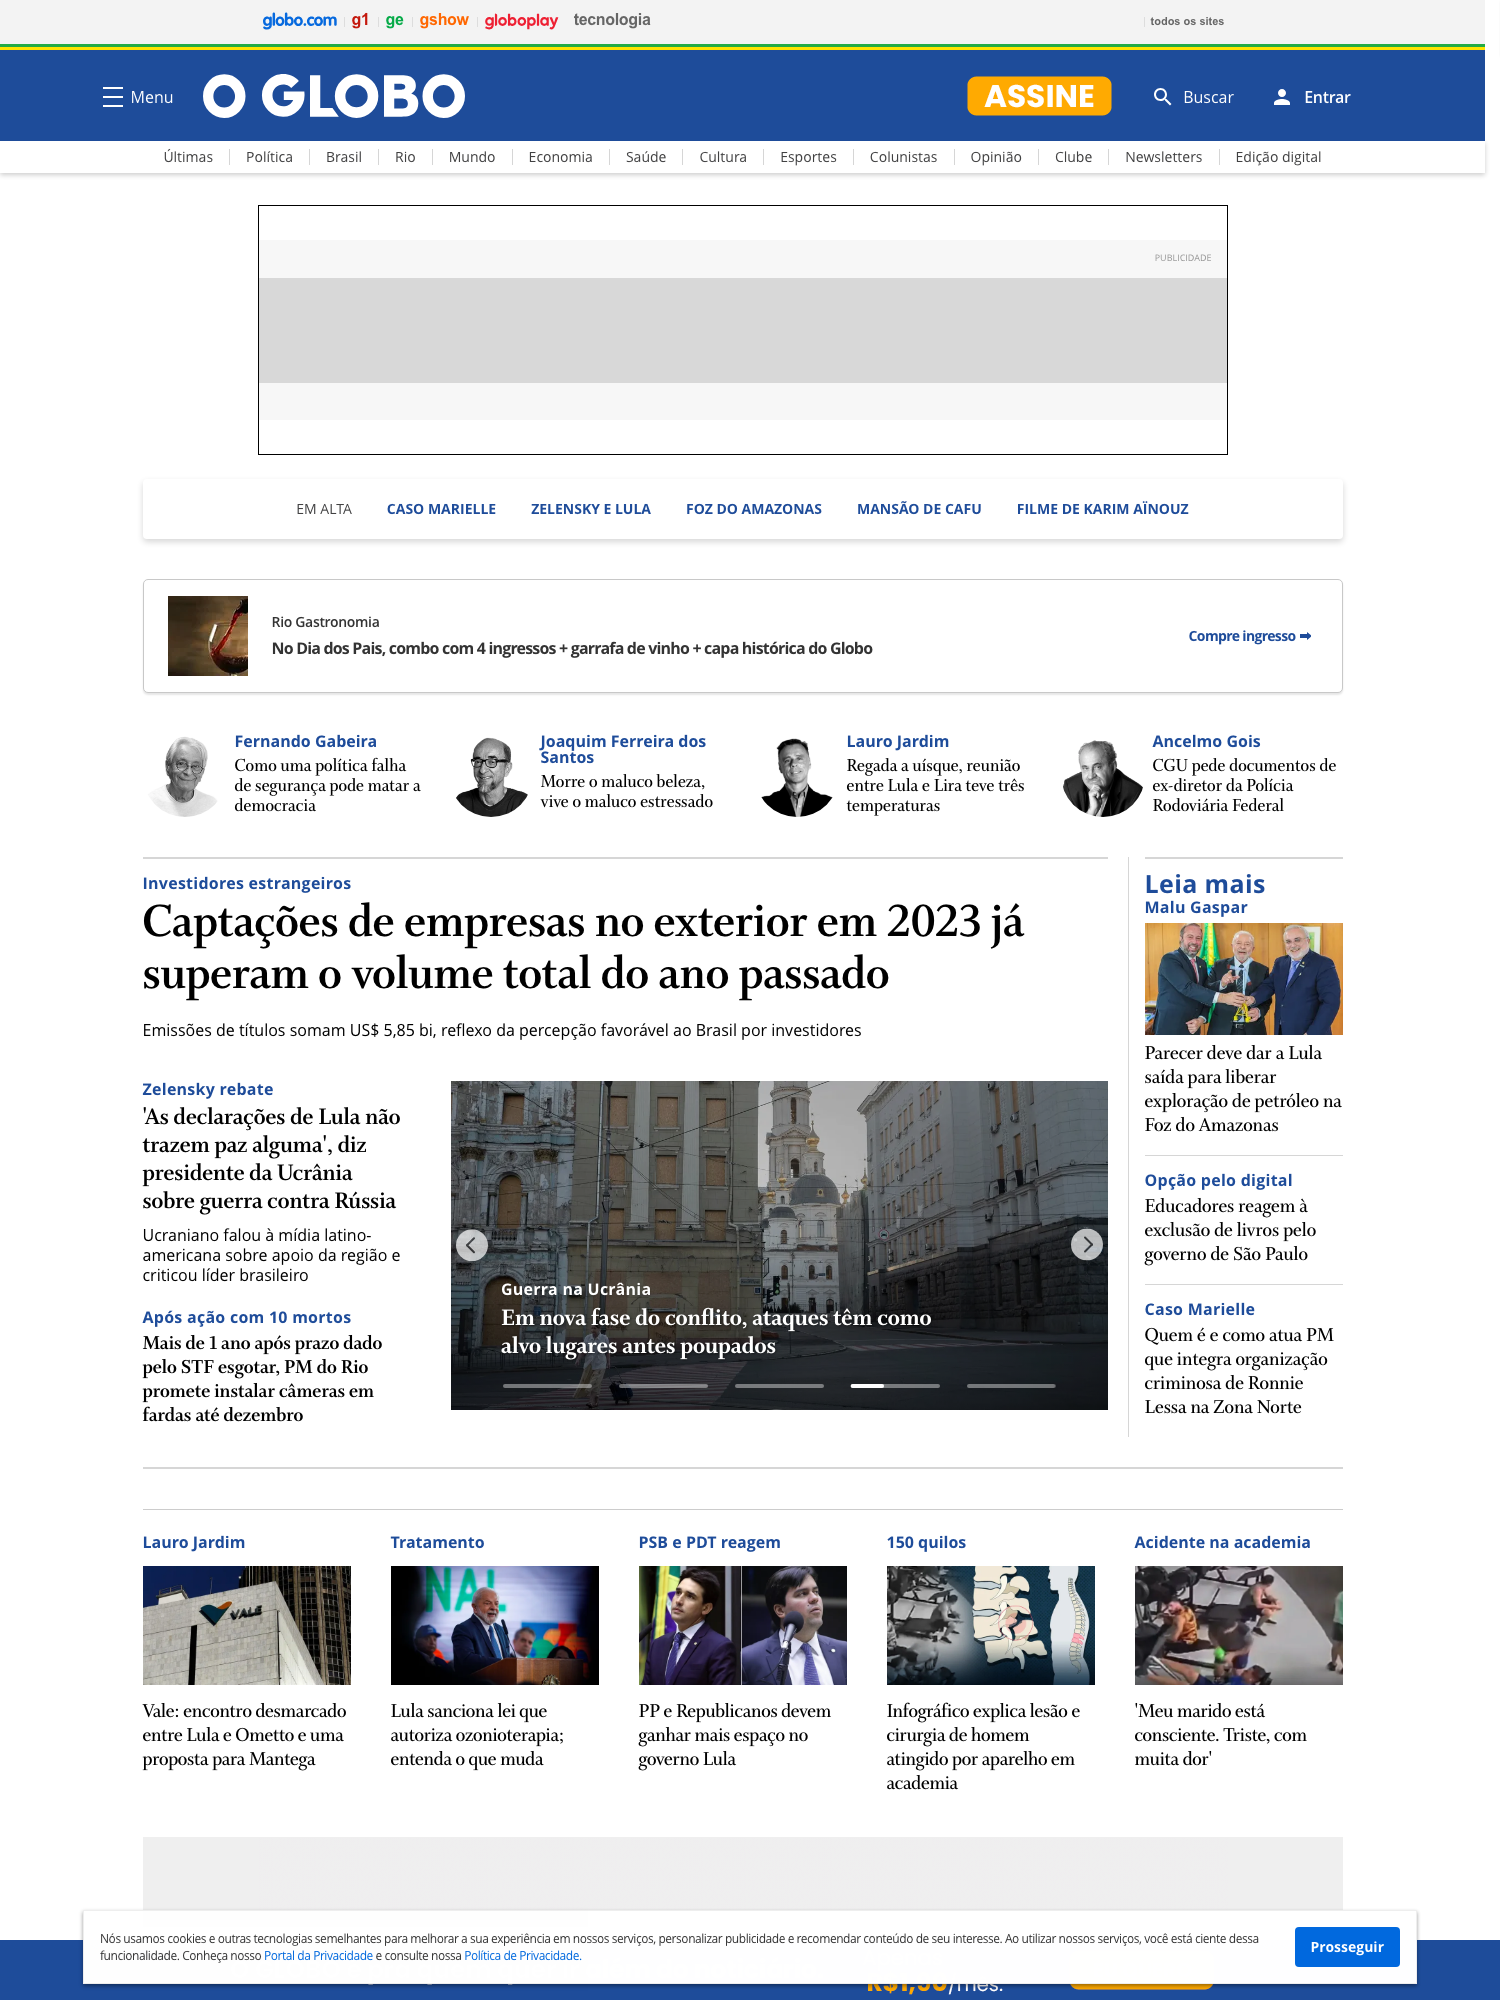 globo.com g1 ge gshow globoplay tecnologia todos os sites
Menu O GLOBO ASSINE Buscar Entrar
Últimas Política Brasil Rio Mundo Economia Saúde Cultura Esportes Colunistas Opinião Clube Newsletters Edição digital
PUBLICIDADE
EM ALTA CASO MARIELLE ZELENSKY E LULA FOZ DO AMAZONAS MANSÃO DE CAFU FILME DE KARIM AÏNOUZ
Rio Gastronomia
No Dia dos Pais, combo com 4 ingressos + garrafa de vinho + capa histórica do Globo
Compre ingresso ➡
Fernando Gabeira
Como uma política falha
de segurança pode matar a
democracia
Joaquim Ferreira dos
Santos
Morre o maluco beleza,
vive o maluco estressado
Lauro Jardim
Regada a uísque, reunião
entre Lula e Lira teve três
temperaturas
Ancelmo Gois
CGU pede documentos de
ex-diretor da Polícia
Rodoviária Federal
Investidores estrangeiros
Captações de empresas no exterior em 2023 já
superam o volume total do ano passado
Emissões de títulos somam US$ 5,85 bi, reflexo da percepção favorável ao Brasil por investidores
Zelensky rebate
'As declarações de Lula não
trazem paz alguma', diz
presidente da Ucrânia
sobre guerra contra Rússia
Ucraniano falou à mídia latino-
americana sobre apoio da região e
criticou líder brasileiro
Após ação com 10 mortos
Mais de 1 ano após prazo dado
pelo STF esgotar, PM do Rio
promete instalar câmeras em
fardas até dezembro
Guerra na Ucrânia
Em nova fase do conflito, ataques têm como
alvo lugares antes poupados
Leia mais
Malu Gaspar
Parecer deve dar a Lula
saída para liberar
exploração de petróleo na
Foz do Amazonas
Opção pelo digital
Educadores reagem à
exclusão de livros pelo
governo de São Paulo
Caso Marielle
Quem é e como atua PM
que integra organização
criminosa de Ronnie
Lessa na Zona Norte
Lauro Jardim
VALE
Vale: encontro desmarcado
entre Lula e Ometto e uma
proposta para Mantega
Tratamento
Lula sanciona lei que
autoriza ozonioterapia;
entenda o que muda
PSB e PDT reagem
PP e Republicanos devem
ganhar mais espaço no
governo Lula
150 quilos
Infográfico explica lesão e
cirurgia de homem
atingido por aparelho em
academia
Acidente na academia
'Meu marido está
consciente. Triste, com
muita dor'
Nós usamos cookies e outras tecnologias semelhantes para melhorar a sua experiência em nossos serviços, personalizar publicidade e recomendar conteúdo de seu interesse. Ao utilizar nossos serviços, você está ciente dessa
funcionalidade. Conheça nosso Portal da Privacidade e consulte nossa Política de Privacidade.
Prosseguir